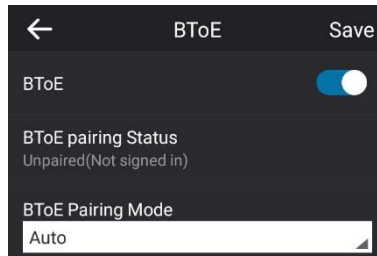 BToE
Save
BToE
BToE pairing Status
Unpaired(Not signed in)
BToE Pairing Mode
Auto